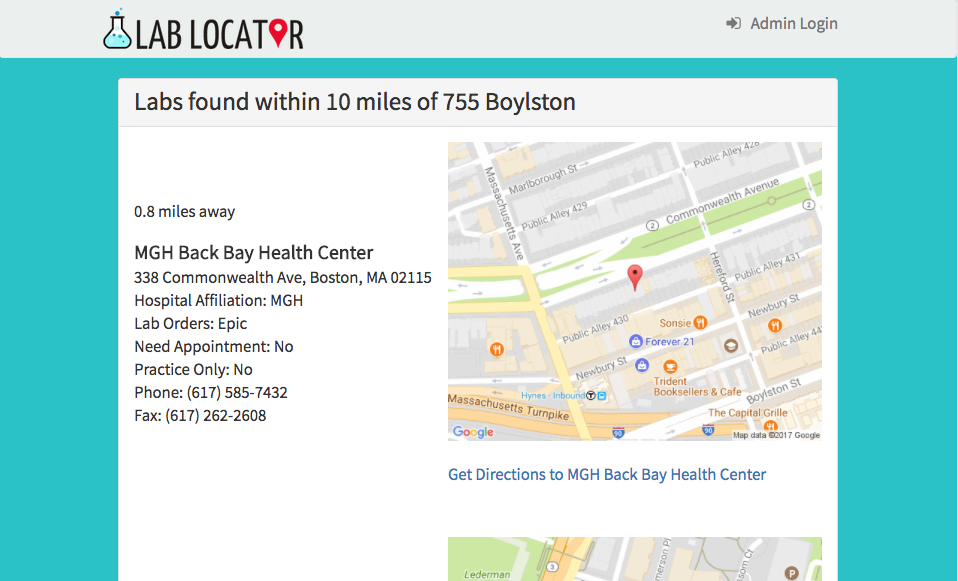 LAB LOCATOR
Admin Login
Labs found within 10 miles of 755 Boylston
0.8 miles away
MGH Back Bay Health Center
338 Commonwealth Ave, Boston, MA 02115
Hospital Affiliation: MGH
Lab Orders: Epic
Need Appointment: No
Practice Only: No
Phone: (617) 585-7432
Fax: (617) 262-2608
Public Alley 428
Marlborough St
Massachusetts Ave
Public Alley 429
2
Commonwealth Avenue
2
Hereford St
Public Alley 431
Newbury St
Public Alley 430
Sonsie
Forever 21
Public Alley 44
Newbury St
Trident
Booksellers & Cafe
Boylston St
Hynes - Inbound
T
Massachusetts Turnpike
The Capital Grille
90
90
Google
Map data ©2017 Google
Get Directions to MGH Back Bay Health Center
3
Lederman
P